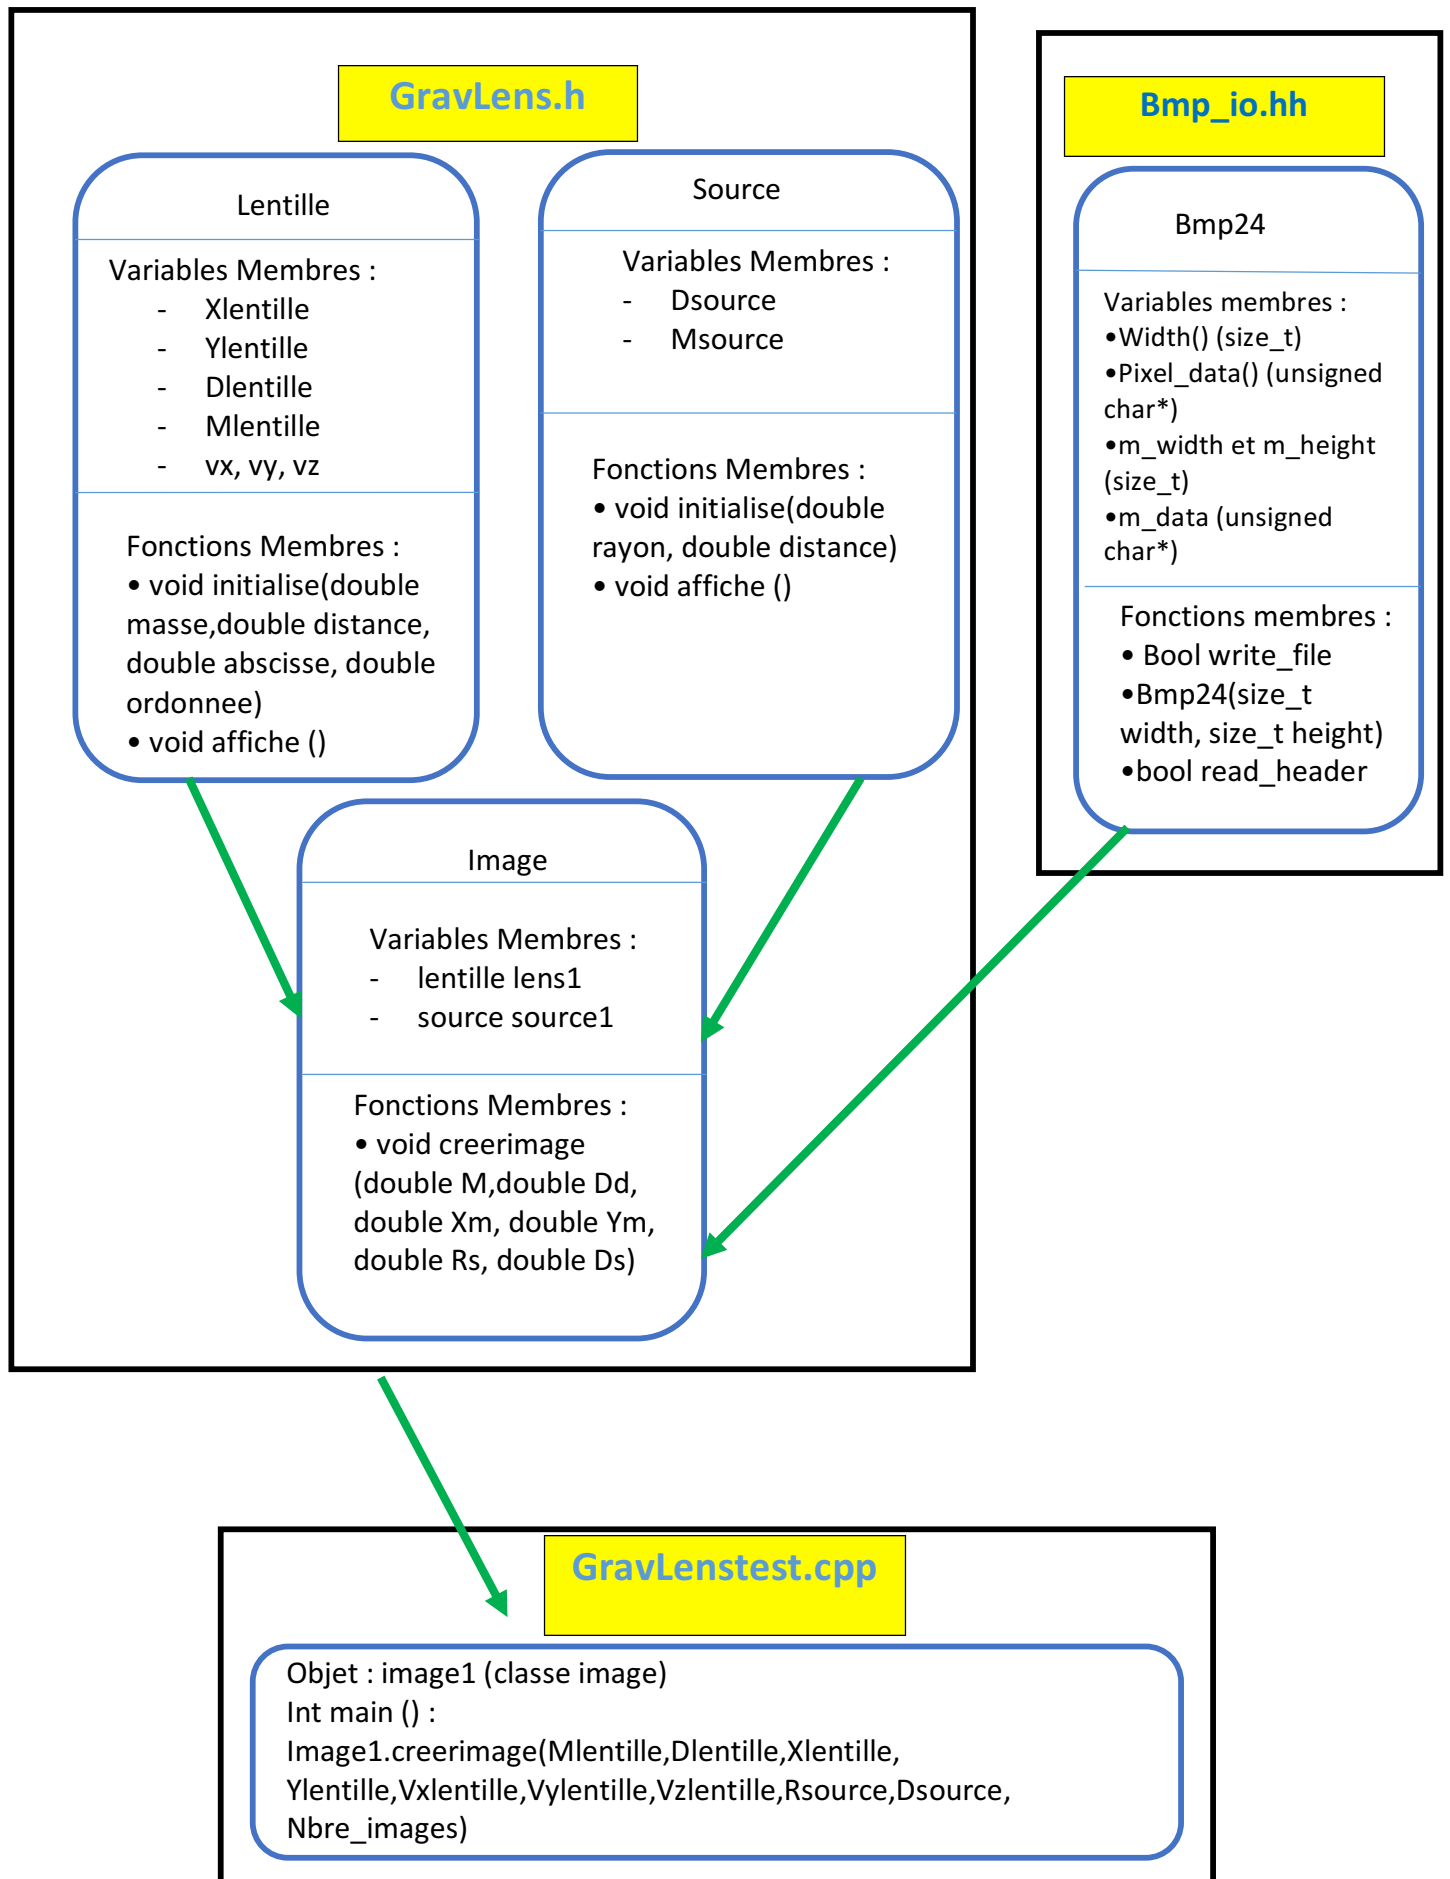 GravLens.h
Lentille
Variables Membres :
- Xlentille
- Ylentille
- Dlentille
- Mlentille
- vx, vy, vz
Fonctions Membres :
• void initialise(double
masse,double distance,
double abscisse, double
ordonnee)
• void affiche ()
Source
Variables Membres :
- Dsource
- Msource
Fonctions Membres :
• void initialise(double
rayon, double distance)
• void affiche ()
Image
Variables Membres :
- lentille lens1
- source source1
Fonctions Membres :
• void creerimage
(double M,double Dd,
double Xm, double Ym,
double Rs, double Ds)
Bmp_io.hh
Bmp24
Variables membres :
•Width() (size_t)
•Pixel_data() (unsigned
char*)
•m_width et m_height
(size_t)
•m_data (unsigned
char*)
Fonctions membres :
• Bool write_file
•Bmp24(size_t
width, size_t height)
•bool read_header
GravLenstest.cpp
Objet : image1 (classe image)
Int main () :
Image1.creerimage(Mlentille,Dlentille,Xlentille,
Ylentille,Vxlentille,Vylentille,Vzlentille,Rsource,Dsource,
Nbre_images)